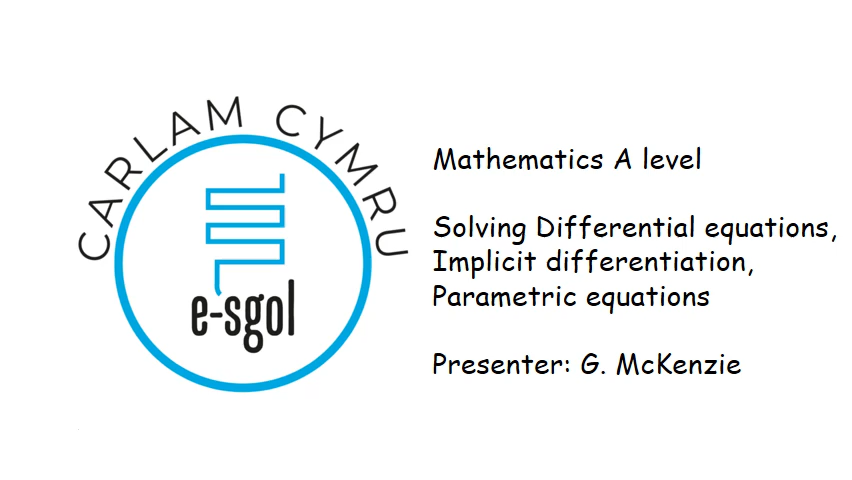 CARLAM CYMRU
e-sgol
Mathematics A level
Solving Differential equations,
Implicit differentiation,
Parametric equations
Presenter: G. McKenzie